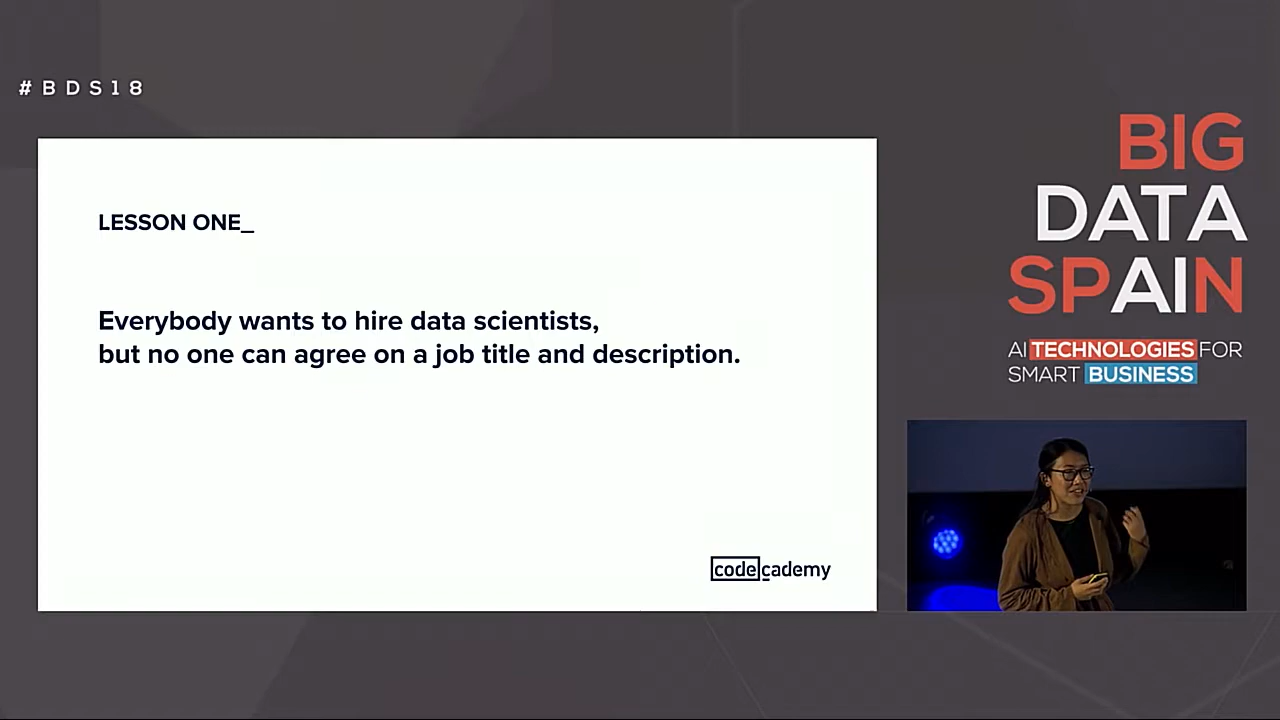 #BDS18
LESSON ONE_
Everybody wants to hire data scientists,
but no one can agree on a job title and description.
codecademy
BIG
DATA
SPAIN
AI TECHNOLOGIES FOR
SMART BUSINESS